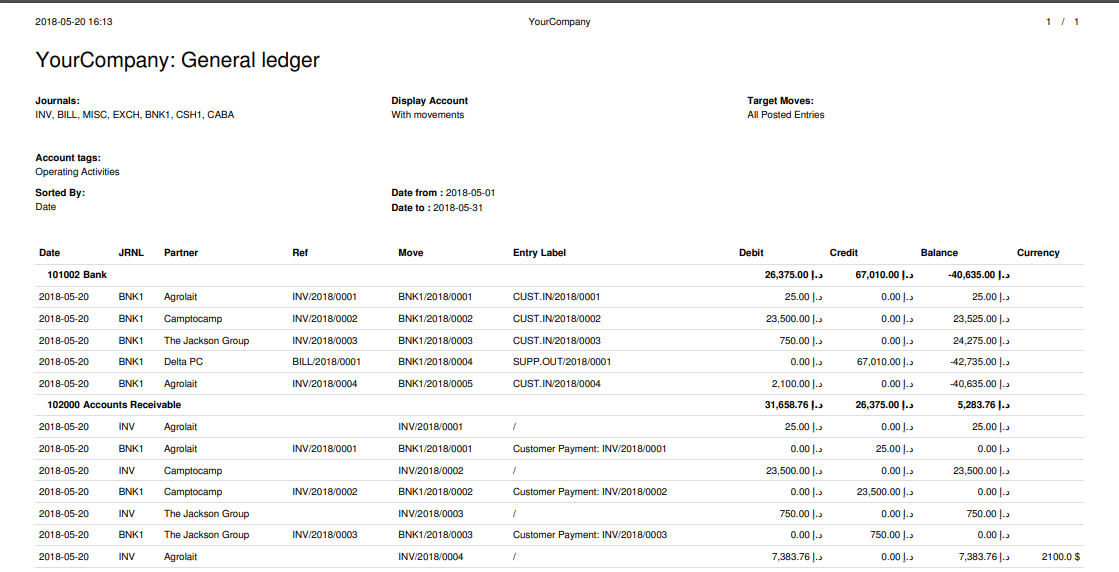 2018-05-20 16:13 YourCompany 1 / 1
YourCompany: General ledger
Journals: Display Account Target Moves:
INV, BILL, MISC, EXCH, BNK1, CSH1, CABA With movements All Posted Entries
Account tags:
Operating Activities
Sorted By: Date from : 2018-05-01
Date Date to : 2018-05-31
Date JRNL Partner Ref Move Entry Label Debit Credit Balance Currency
101002 Bank 26,375.00 د.إ 67,010.00 د.إ -40,635.00 د.إ
2018-05-20 BNK1 Agrolait INV/2018/0001 BNK1/2018/0001 CUST.IN/2018/0001 25.00 د.إ 0.00 د.إ 25.00 د.إ
2018-05-20 BNK1 Camptocamp INV/2018/0002 BNK1/2018/0002 CUST.IN/2018/0002 23,500.00 د.إ 0.00 د.إ 23,525.00 د.إ
2018-05-20 BNK1 The Jackson Group INV/2018/0003 BNK1/2018/0003 CUST.IN/2018/0003 750.00 د.إ 0.00 د.إ 24,275.00 د.إ
2018-05-20 BNK1 Delta PC BILL/2018/0001 BNK1/2018/0004 SUPP.OUT/2018/0001 0.00 د.إ 67,010.00 د.إ -42,735.00 د.إ
2018-05-20 BNK1 Agrolait INV/2018/0004 BNK1/2018/0005 CUST.IN/2018/0004 2,100.00 د.إ 0.00 د.إ -40,635.00 د.إ
102000 Accounts Receivable 31,658.76 د.إ 26,375.00 د.إ 5,283.76 د.إ
2018-05-20 INV Agrolait INV/2018/0001 / 25.00 د.إ 0.00 د.إ 25.00 د.إ
2018-05-20 BNK1 Agrolait INV/2018/0001 BNK1/2018/0001 Customer Payment: INV/2018/0001 0.00 د.إ 25.00 د.إ 0.00 د.إ
2018-05-20 INV Camptocamp INV/2018/0002 / 23,500.00 د.إ 0.00 د.إ 23,500.00 د.إ
2018-05-20 BNK1 Camptocamp INV/2018/0002 BNK1/2018/0002 Customer Payment: INV/2018/0002 0.00 د.إ 23,500.00 د.إ 0.00 د.إ
2018-05-20 INV The Jackson Group INV/2018/0003 / 750.00 د.إ 0.00 د.إ 750.00 د.إ
2018-05-20 BNK1 The Jackson Group INV/2018/0003 BNK1/2018/0003 Customer Payment: INV/2018/0003 0.00 د.إ 750.00 د.إ 0.00 د.إ
2018-05-20 INV Agrolait INV/2018/0004 / 7,383.76 د.إ 0.00 د.إ 7,383.76 د.إ 2100.0 $